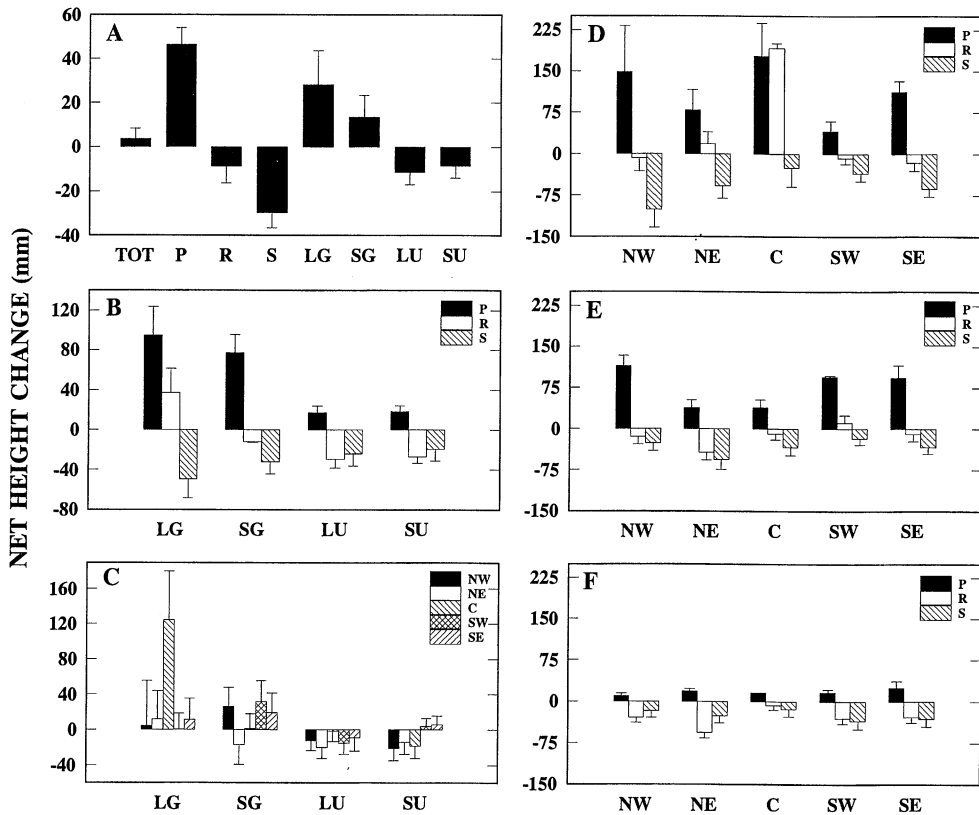 NET HEIGHT CHANGE (mm)
A
60
40
20
0
-20
-40
TOT P R S LG SG LU SU
B
P
R
S
120
80
40
0
-40
-80
LG SG LU SU
C
NW
NE
C
SW
SE
160
120
80
40
0
-40
LG SG LU SU
D
P
R
S
225
150
75
0
-75
-150
NW NE C SW SE
E
P
R
S
225
150
75
0
-75
-150
NW NE C SW SE
F
P
R
S
225
150
75
0
-75
-150
NW NE C SW SE